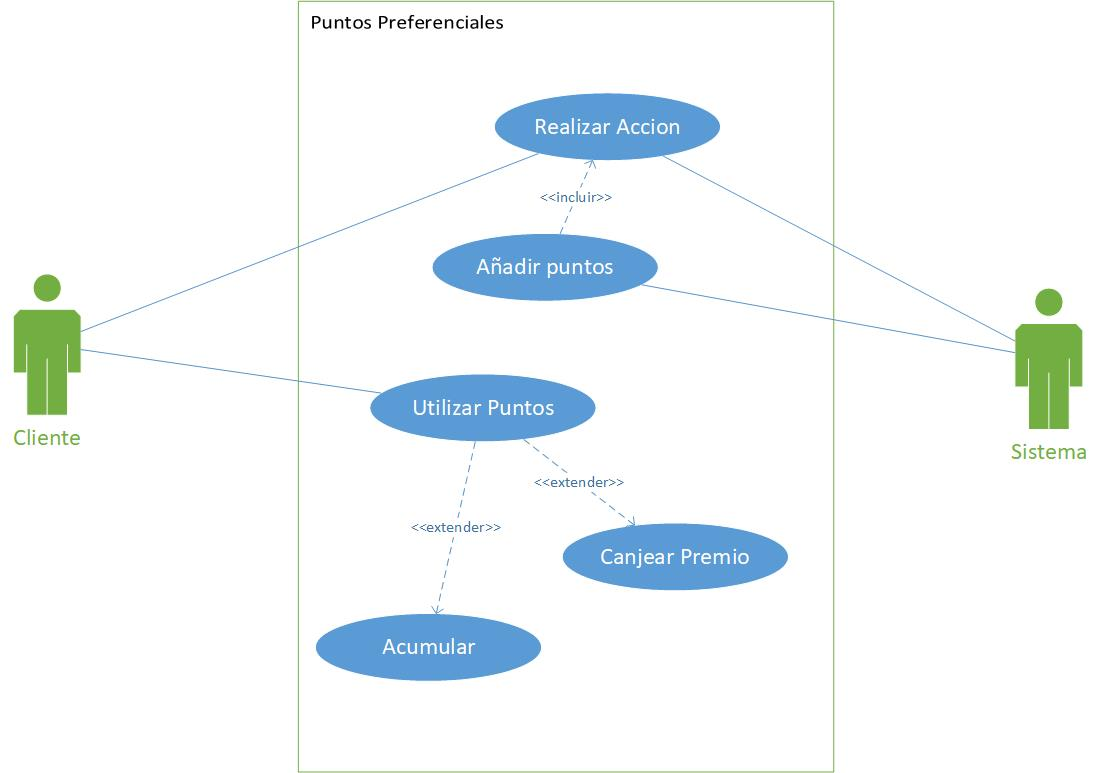 Puntos Preferenciales
Realizar Accion
<<incluir>>
Añadir puntos
Utilizar Puntos
Cliente
Sistema
<<extender>>
<<extender>>
Canjear Premio
Acumular